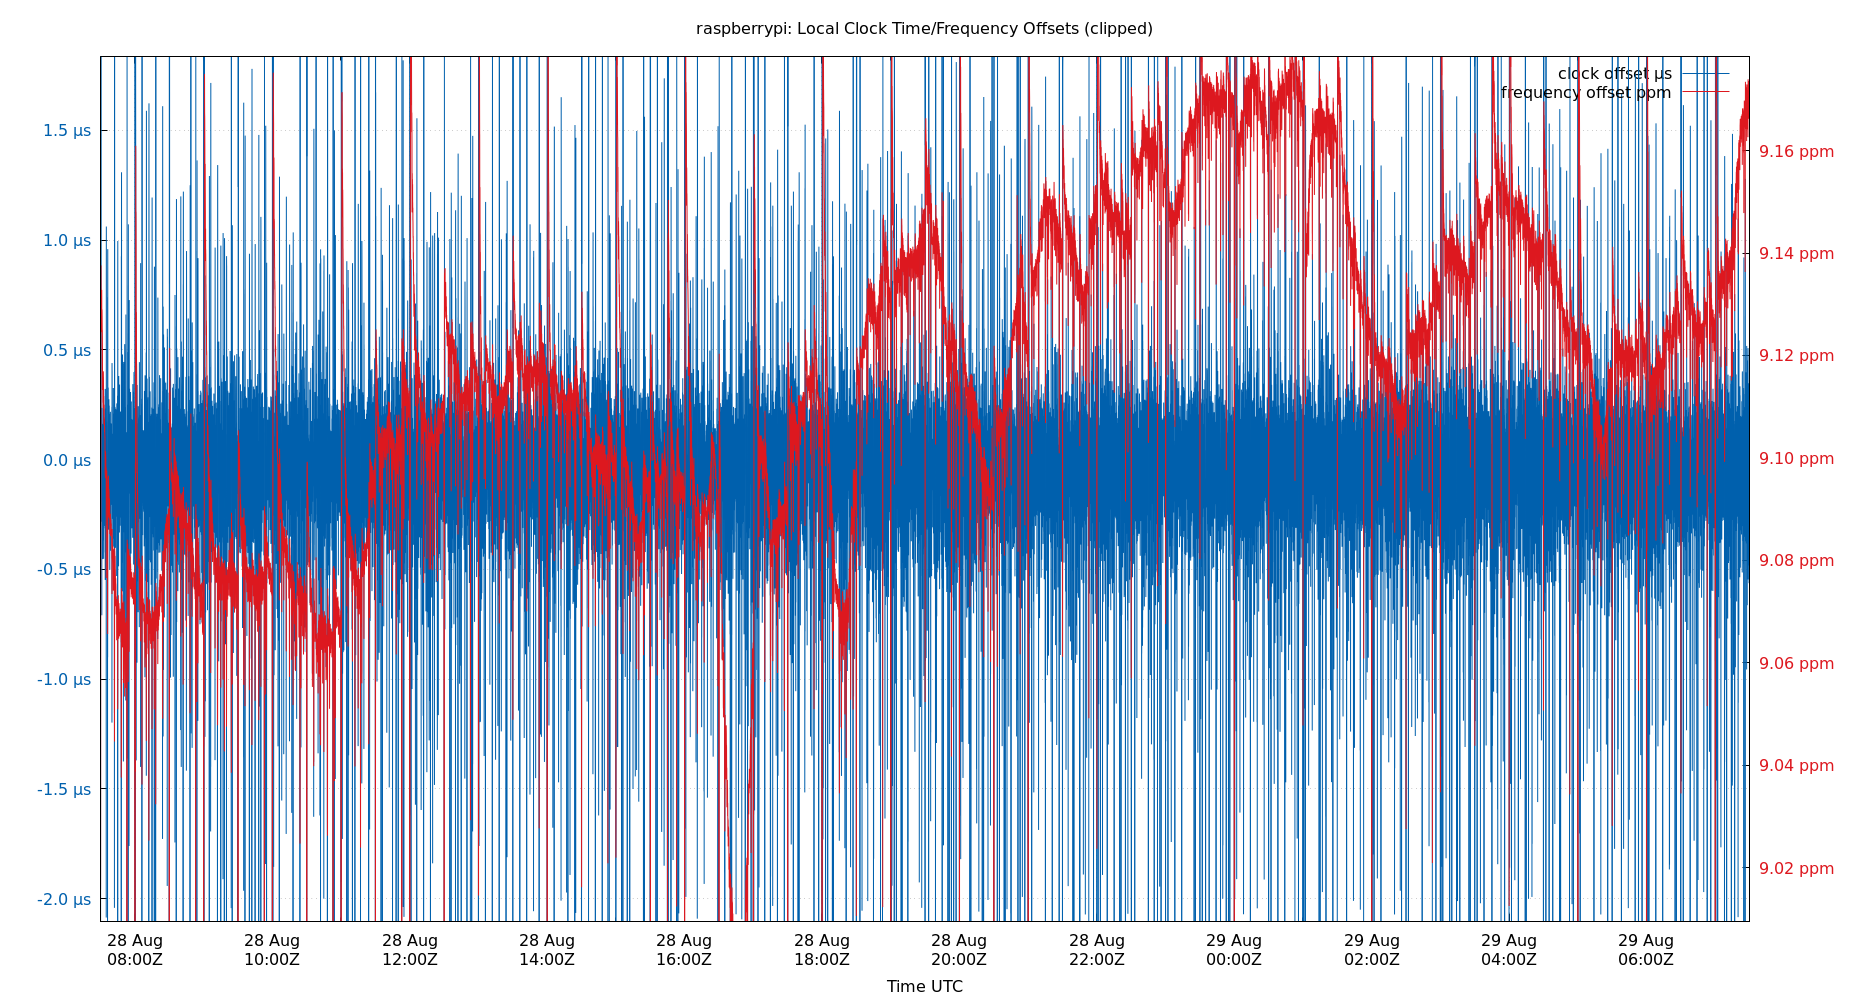 raspberrypi: Local Clock Time/Frequency Offsets (clipped)
clock offset µs
frequency offset ppm
1.5 µs
1.0 µs
0.5 µs
0.0 µs
-0.5 µs
-1.0 µs
-1.5 µs
-2.0 µs
9.16 ppm
9.14 ppm
9.12 ppm
9.10 ppm
9.08 ppm
9.06 ppm
9.04 ppm
9.02 ppm
28 Aug 28 Aug 28 Aug 28 Aug 28 Aug 28 Aug 28 Aug 28 Aug 29 Aug 29 Aug 29 Aug 29 Aug
08:00Z 10:00Z 12:00Z 14:00Z 16:00Z 18:00Z 20:00Z 22:00Z 00:00Z 02:00Z 04:00Z 06:00Z
Time UTC